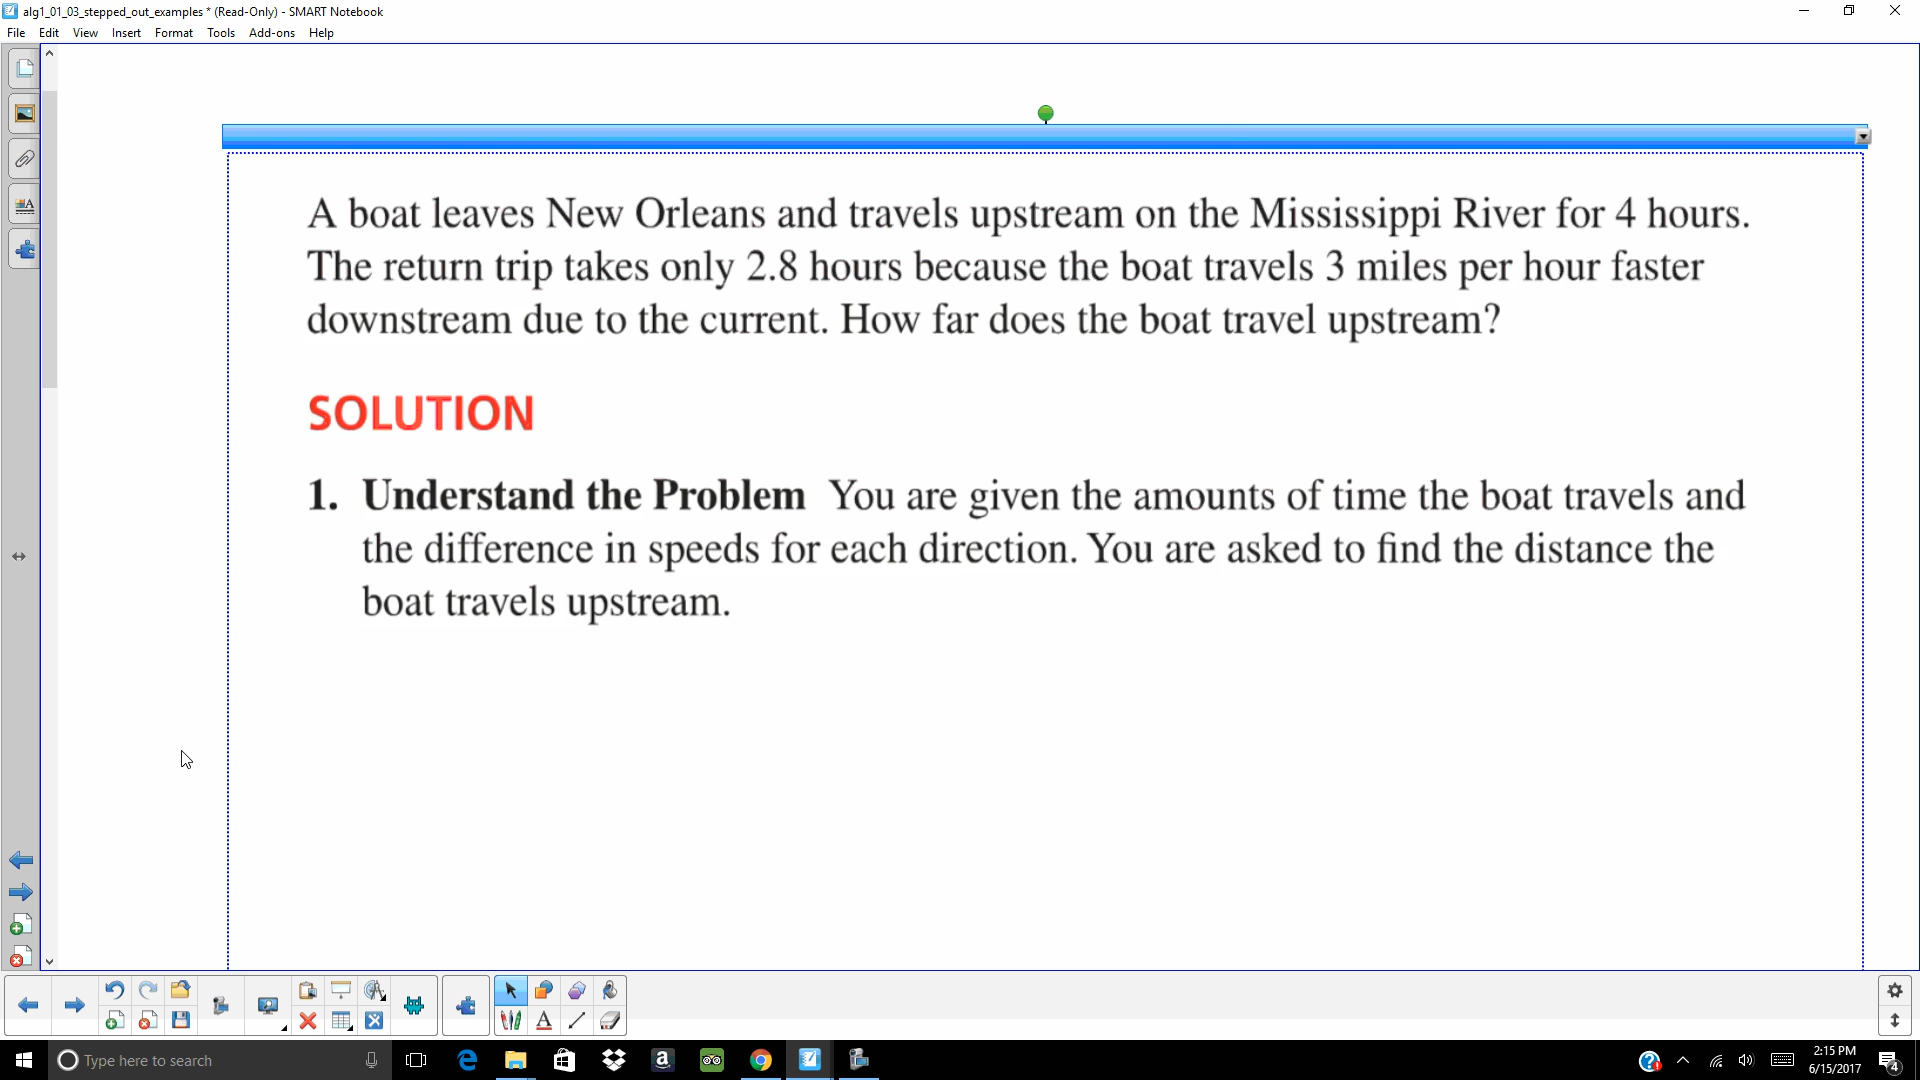 alg1_01_03_stepped_out_examples * (Read-Only) - SMART Notebook
File Edit View Insert Format Tools Add-ons Help
A boat leaves New Orleans and travels upstream on the Mississippi River for 4 hours.
The return trip takes only 2.8 hours because the boat travels 3 miles per hour faster
downstream due to the current. How far does the boat travel upstream?
SOLUTION
1. Understand the Problem You are given the amounts of time the boat travels and
the difference in speeds for each direction. You are asked to find the distance the
boat travels upstream.
Type here to search
2:15 PM
6/15/2017
4